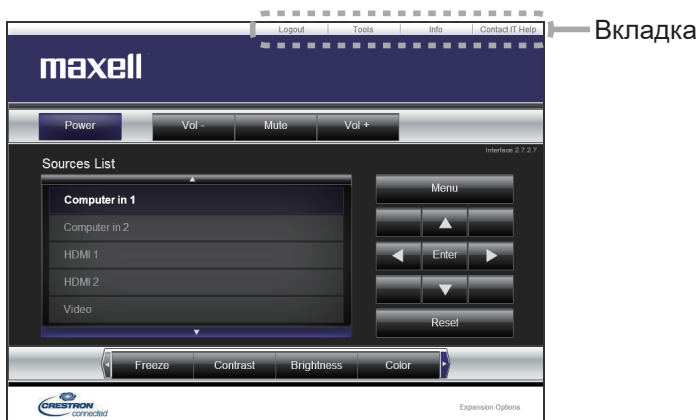 Logout Tools Info Contact IT Help
Вкладка
maxell
Power Vol - Mute Vol +
Interface 2.7.2.7
Sources List
Computer in 1
Computer in 2
HDMI 1
HDMI 2
Video
Menu
Enter
Reset
Freeze Contrast Brightness Color
CRESTRON
connected
Expansion Options